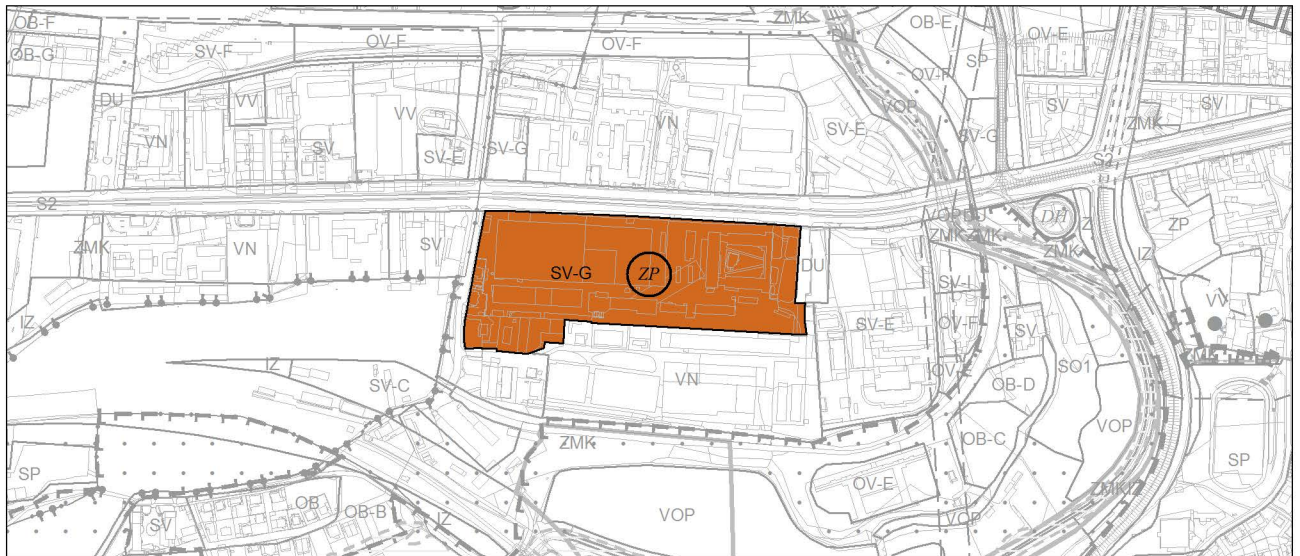 ZMK
OB-F
OB-E
OV-E
OV-F
OV-F
SV-F
OB-G
SP
DU
VV
VV
VOP
SV
SV
VN
VN
SV
SV-E
SV-G
SV-E
SV-G
ZMK
S2
S2
DH
IZ
VOP
ZMK
ZMK
ZMK
ZP
ZMK
VN
SV
IZ
SV-G
ZP
DU
SV-I
VV
IZ
SV-E
OV-F
SV
OV-E
IZ
SV-C
VN
OB-D
SO1
VOP
OB-C
ZMK
SP
SP
OV-E
OB
OB-B
IZ
VOP
VOP
SV
ZMKIZ